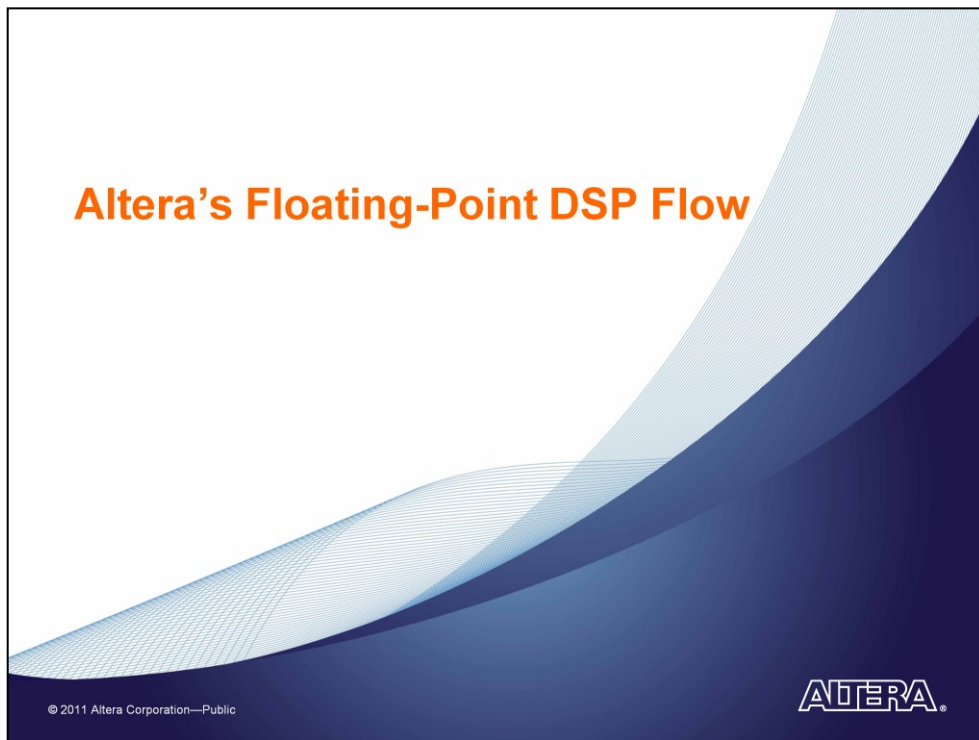 Altera’s Floating-Point DSP Flow
© 2011 Altera Corporation—Public
ALTERA®